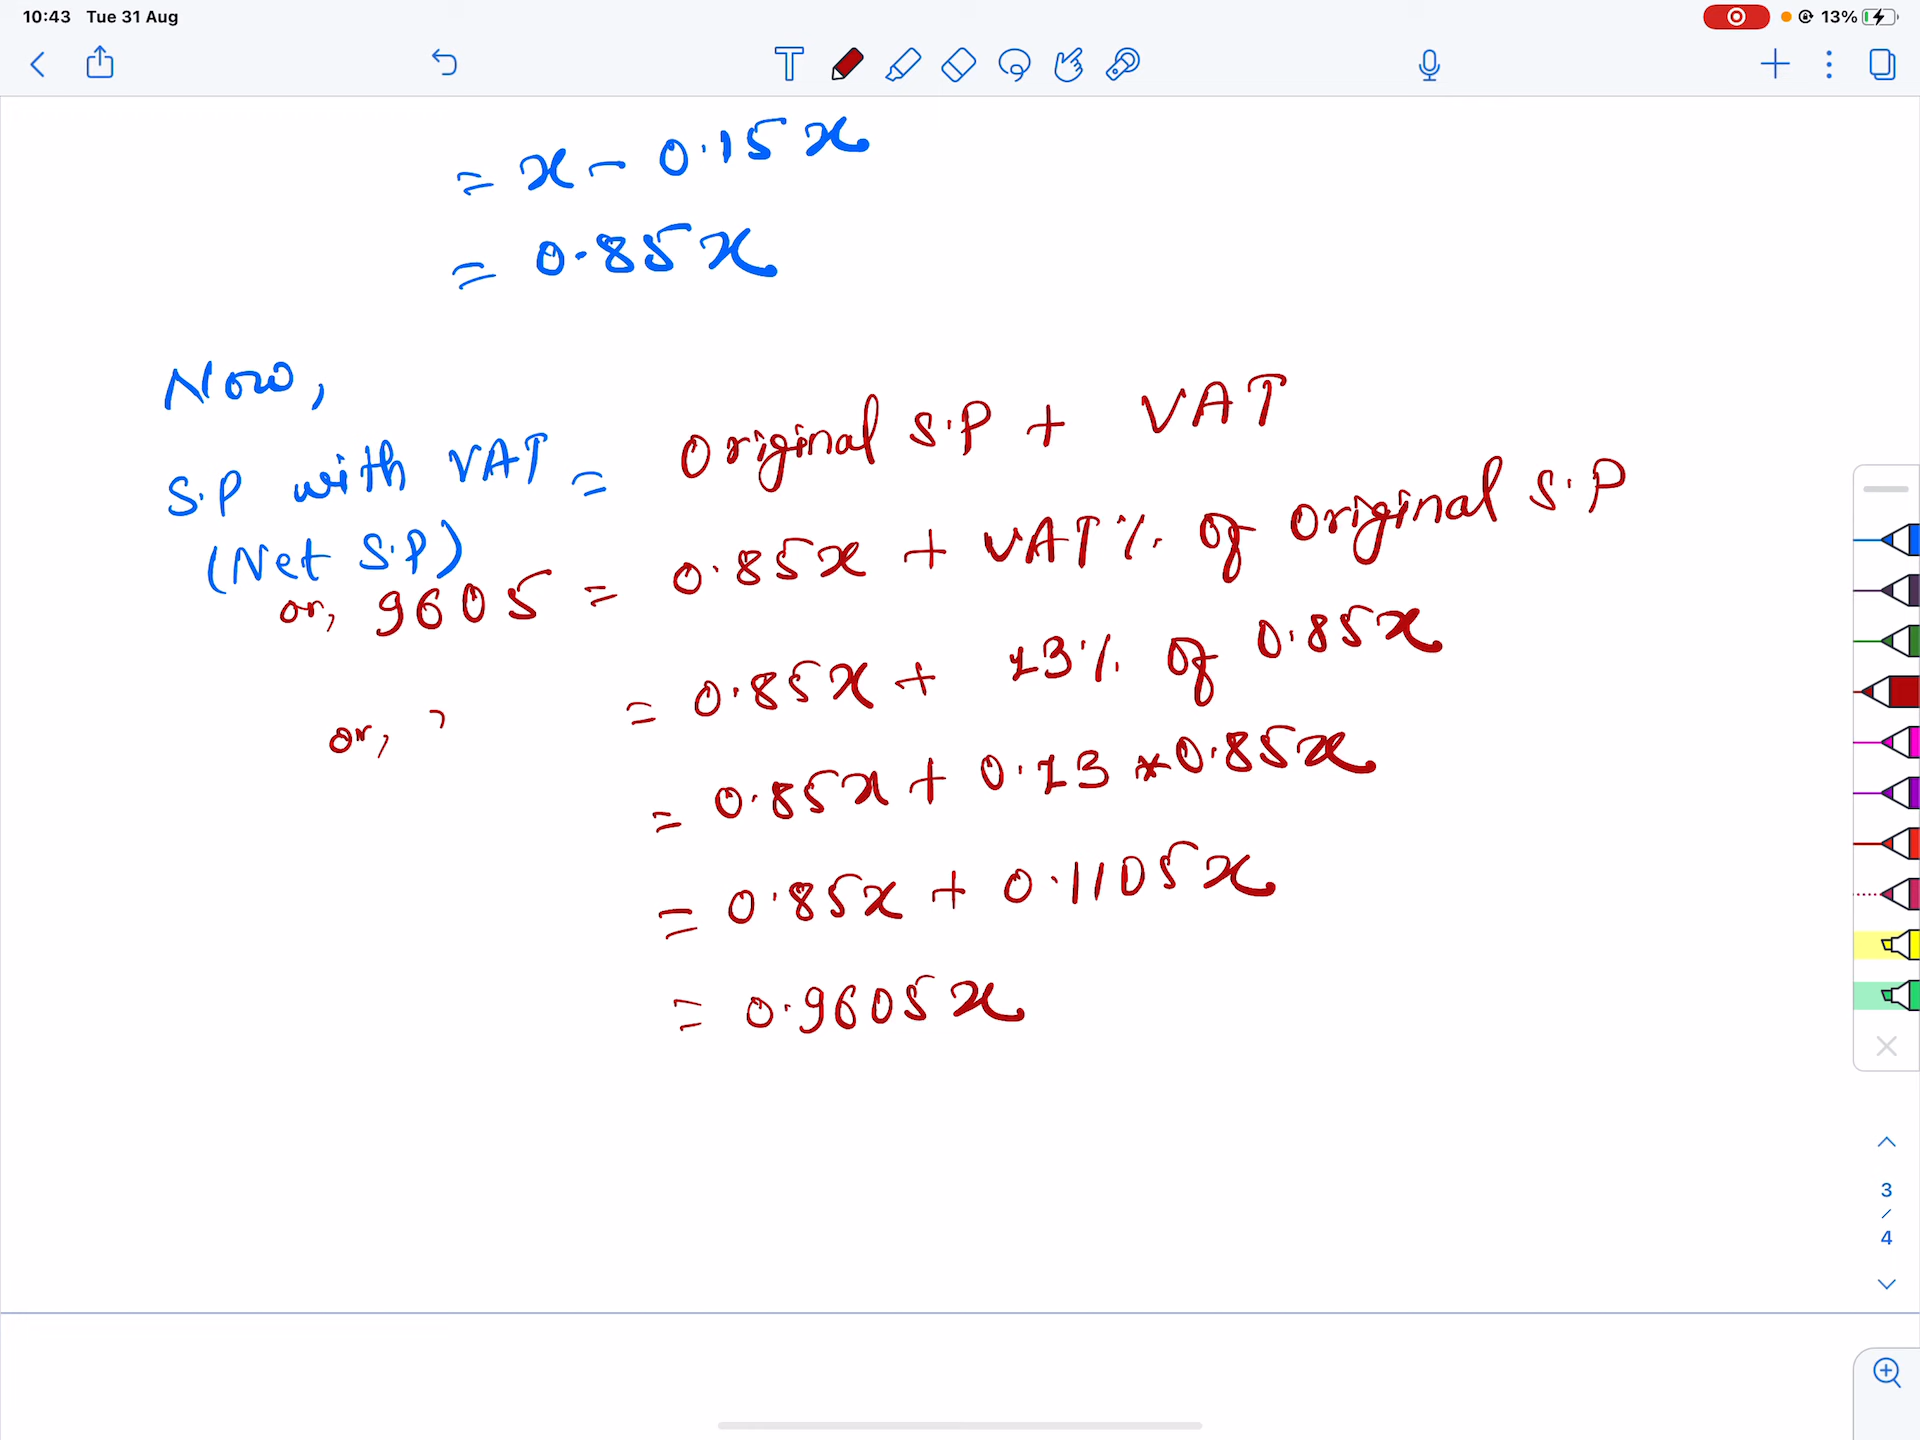 10:43 Tue 31 Aug
13%
T
= x - 0.15x
= 0.85x
Now,
S.P with VAT = Original S.P + VAT
(Net S.P)
or, 9605 = 0.85x + VAT% of original S.P
or, = 0.85x + 13% of 0.85x
= 0.85x + 0.13 * 0.85x
= 0.85x + 0.1105x
= 0.9605x
3
/
4